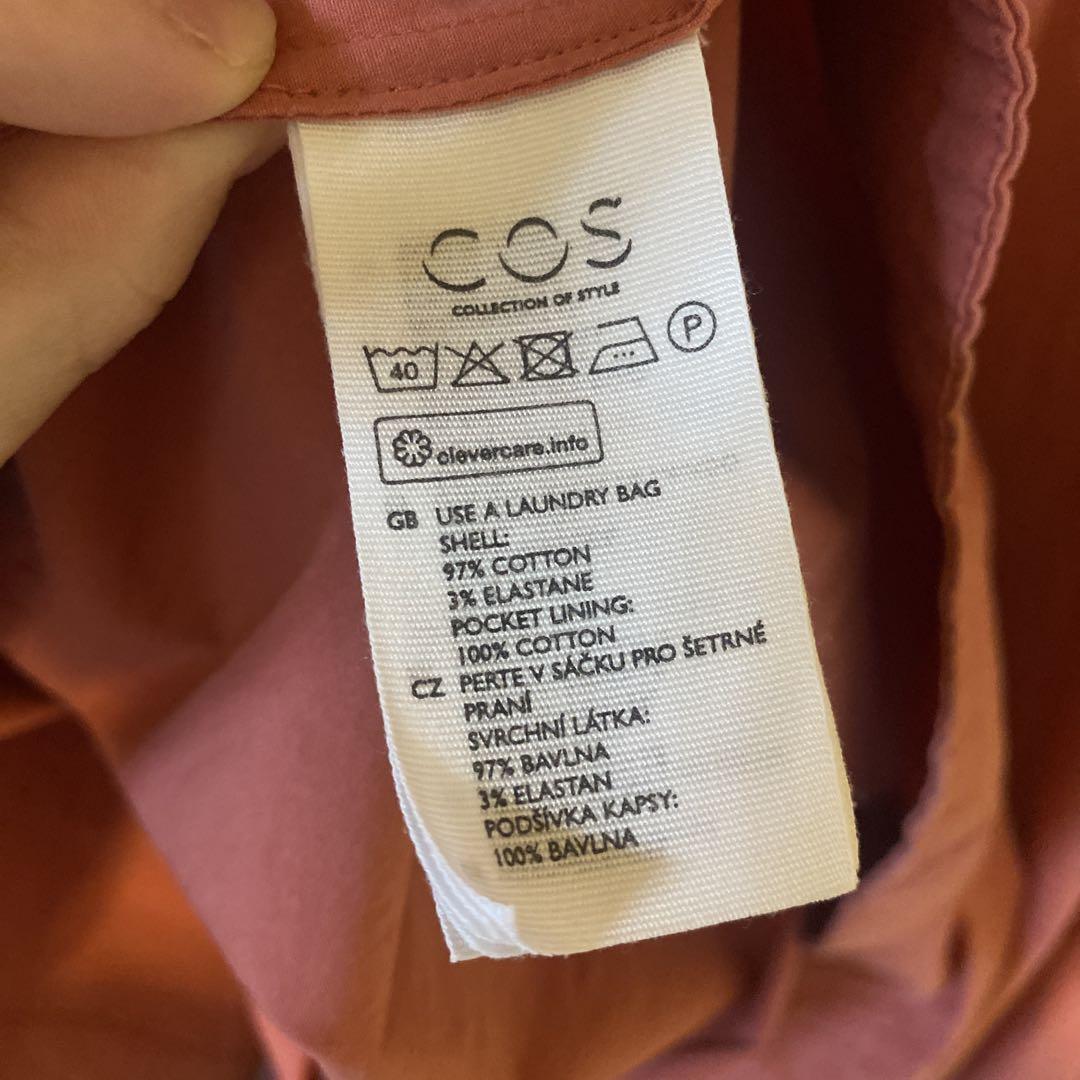 COS
COLLECTION OF STYLE
40
P
clevercare.info
GB USE A LAUNDRY BAG
SHELL:
97% COTTON
3% ELASTANE
POCKET LINING:
100% COTTON
CZ PERTE V SÁČKU PRO ŠETRNÉ
PRANÍ
SVRCHNÍ LÁTKA:
97% BAVLNA
3% ELASTAN
PODŠÍVKA KAPSY:
100% BAVLNA